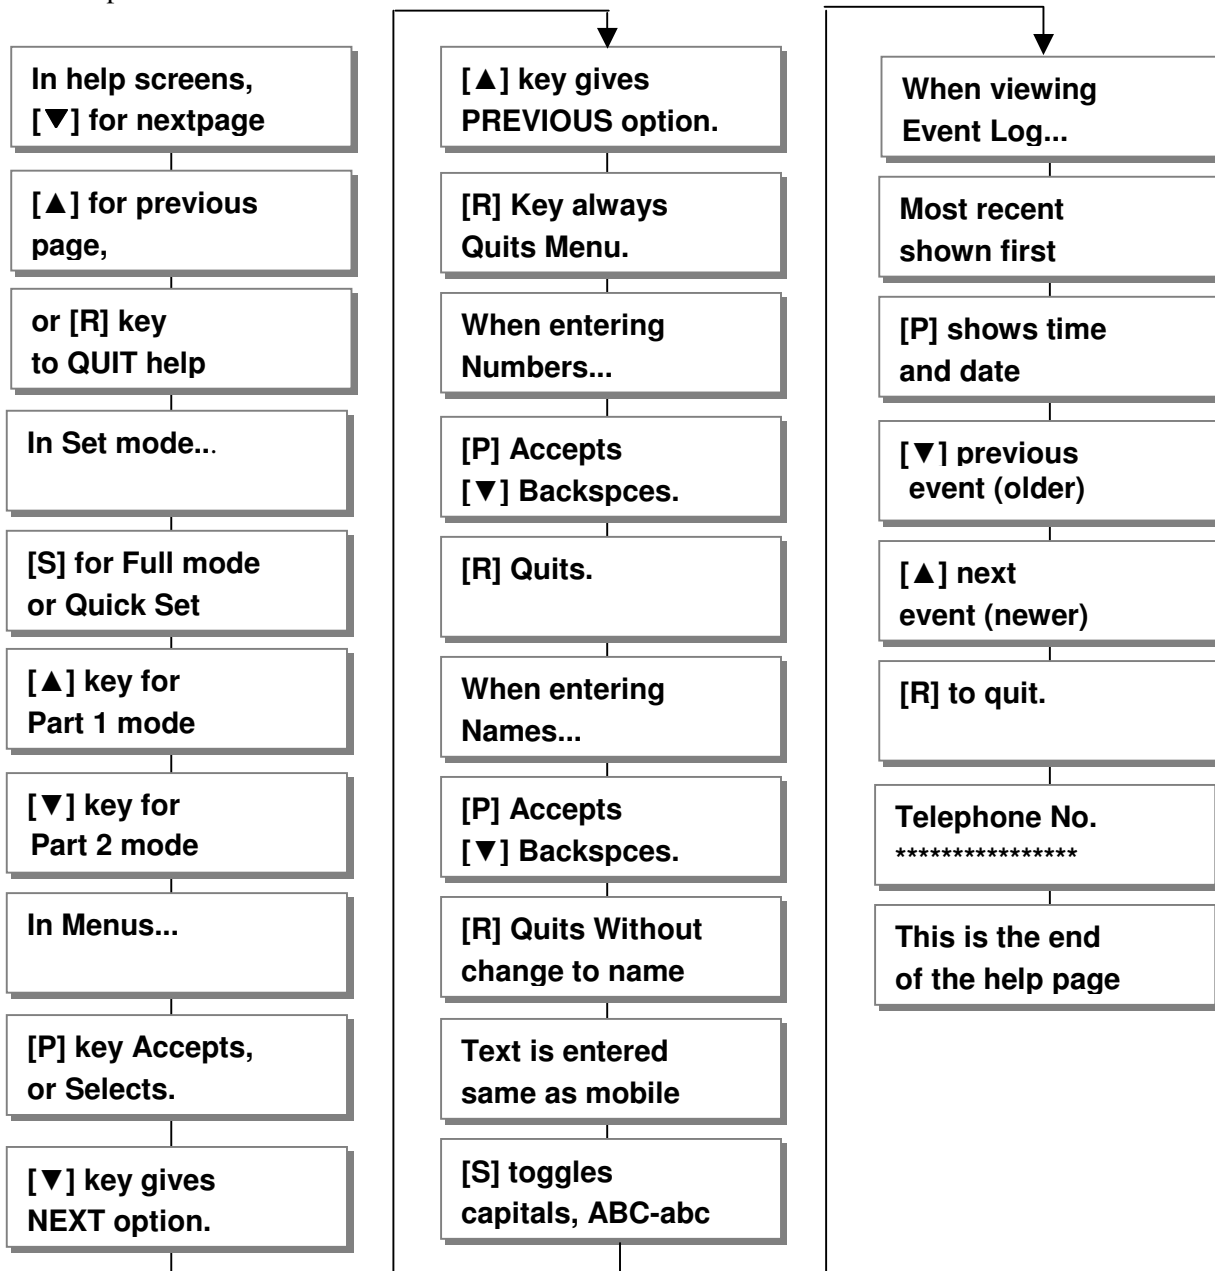 In help screens,
[▼] for nextpage
[▲] for previous
page,
or [R] key
to QUIT help
In Set mode...
[S] for Full mode
or Quick Set
[▲] key for
Part 1 mode
[▼] key for
Part 2 mode
In Menus...
[P] key Accepts,
or Selects.
[▼] key gives
NEXT option.
[▲] key gives
PREVIOUS option.
[R] Key always
Quits Menu.
When entering
Numbers...
[P] Accepts
[▼] Backspces.
[R] Quits.
When entering
Names...
[P] Accepts
[▼] Backspces.
[R] Quits Without
change to name
Text is entered
same as mobile
[S] toggles
capitals, ABC-abc
When viewing
Event Log...
Most recent
shown first
[P] shows time
and date
[▼] previous
event (older)
[▲] next
event (newer)
[R] to quit.
Telephone No.
****************
This is the end
of the help page